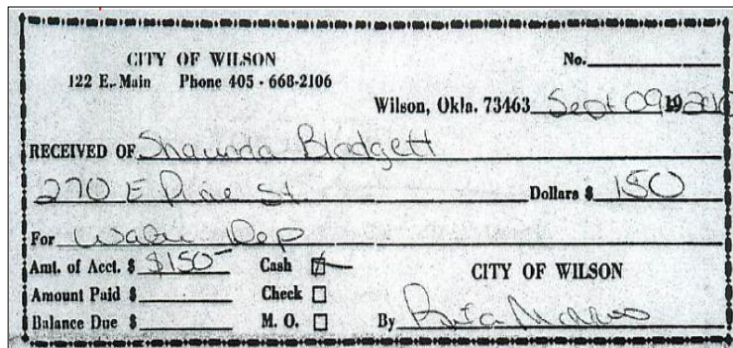 CITY OF WILSON
No.
122 E. Main Phone 405 - 668-2106
Wilson, Okla. 73463 Sept 09 19
RECEIVED OF Shaunda Blodgett
270 E Pine St Dollars $ 150
For Water Dep
Amt. of Acct. $ $150 Cash
CITY OF WILSON
Amount Paid $ Check
Balance Due $ M. O. By